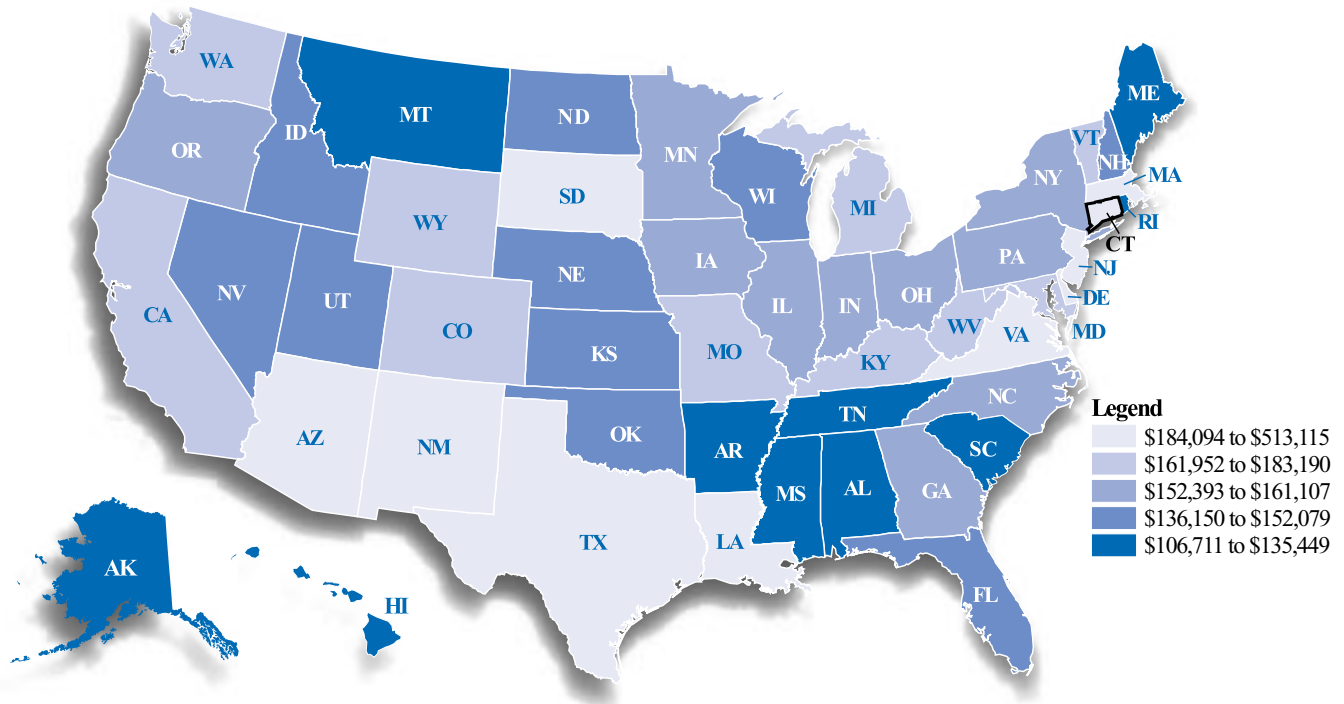 WA
MT
ND
ME
OR
ID
MN
VT
NH
NY
MA
SD
WI
MI
WY
RI
CT
IA
PA
NE
NJ
NV
UT
IL
IN
OH
DE
CA
CO
WV
VA
MD
KS
MO
KY
NC
TN
AZ
NM
OK
AR
SC
MS
AL
GA
TX
LA
AK
FL
HI
Legend
$184,094 to $513,115
$161,952 to $183,190
$152,393 to $161,107
$136,150 to $152,079
$106,711 to $135,449